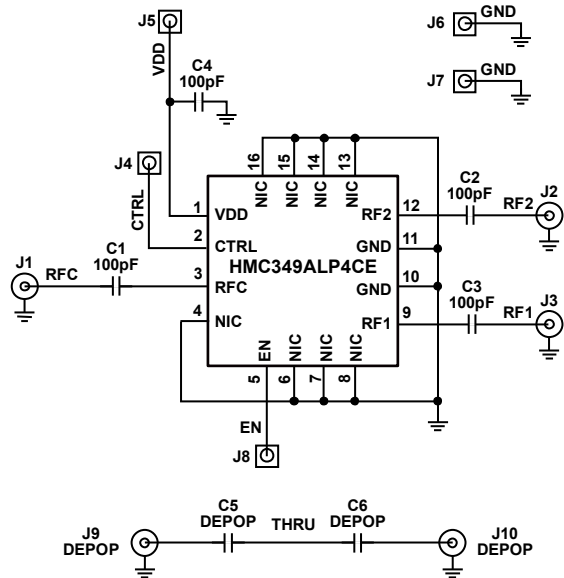 J5
J6
GND
VDD
C4
100pF
J7
GND
J4
16
15
14
13
NIC
NIC
NIC
NIC
CTRL
C2
100pF
J2
1
VDD
RF2
12
RF2
2
CTRL
GND
11
C1
100pF
HMC349ALP4CE
J1
RFC
3
RFC
GND
10
C3
100pF
J3
4
NIC
RF1
9
RF1
EN
NIC
NIC
NIC
5
6
7
8
EN
J8
C5
DEPOP
THRU
C6
DEPOP
J9
DEPOP
J10
DEPOP